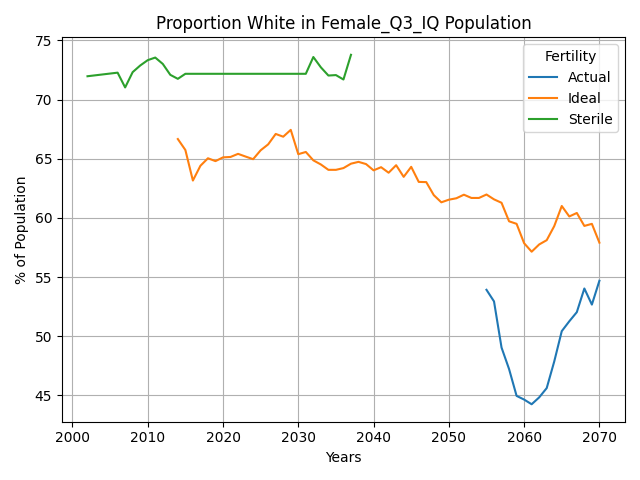 Proportion White in Female_Q3_IQ Population
% of Population
75
70
65
60
55
50
45
Fertility
Actual
Ideal
Sterile
2000 2010 2020 2030 2040 2050 2060 2070
Years